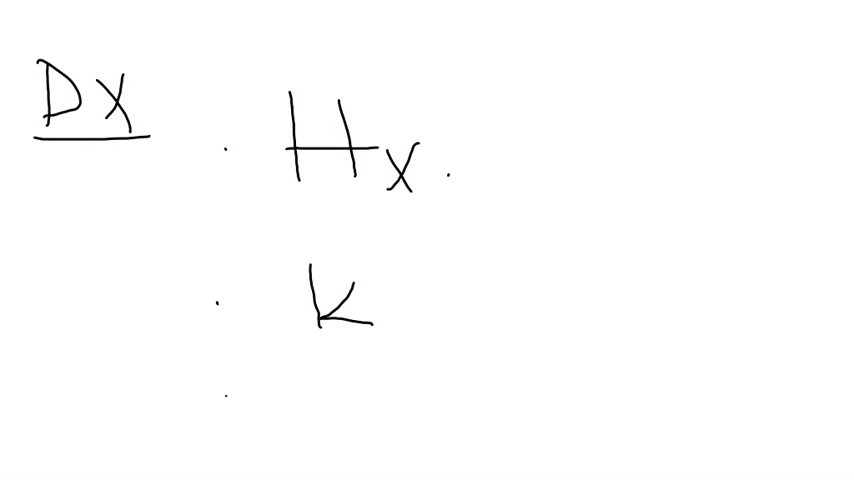 DX
. Hx.
. K
.